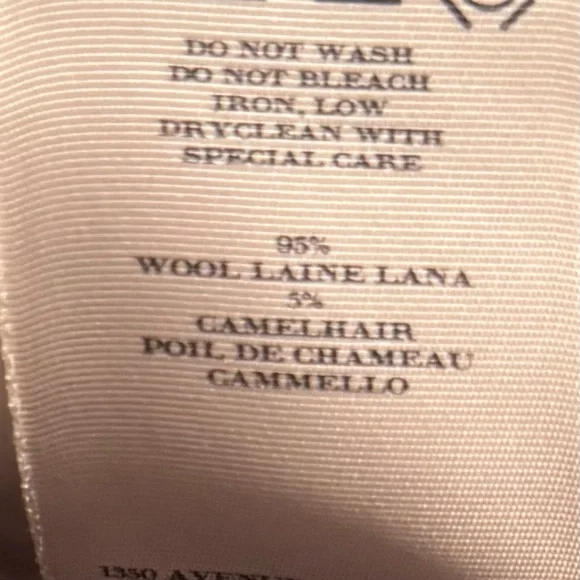 DO NOT WASH
DO NOT BLEACH
IRON, LOW
DRYCLEAN WITH
SPECIAL CARE
95%
WOOL LAINE LANA
5%
CAMELHAIR
POIL DE CHAMEAU
CAMMELLO
1350